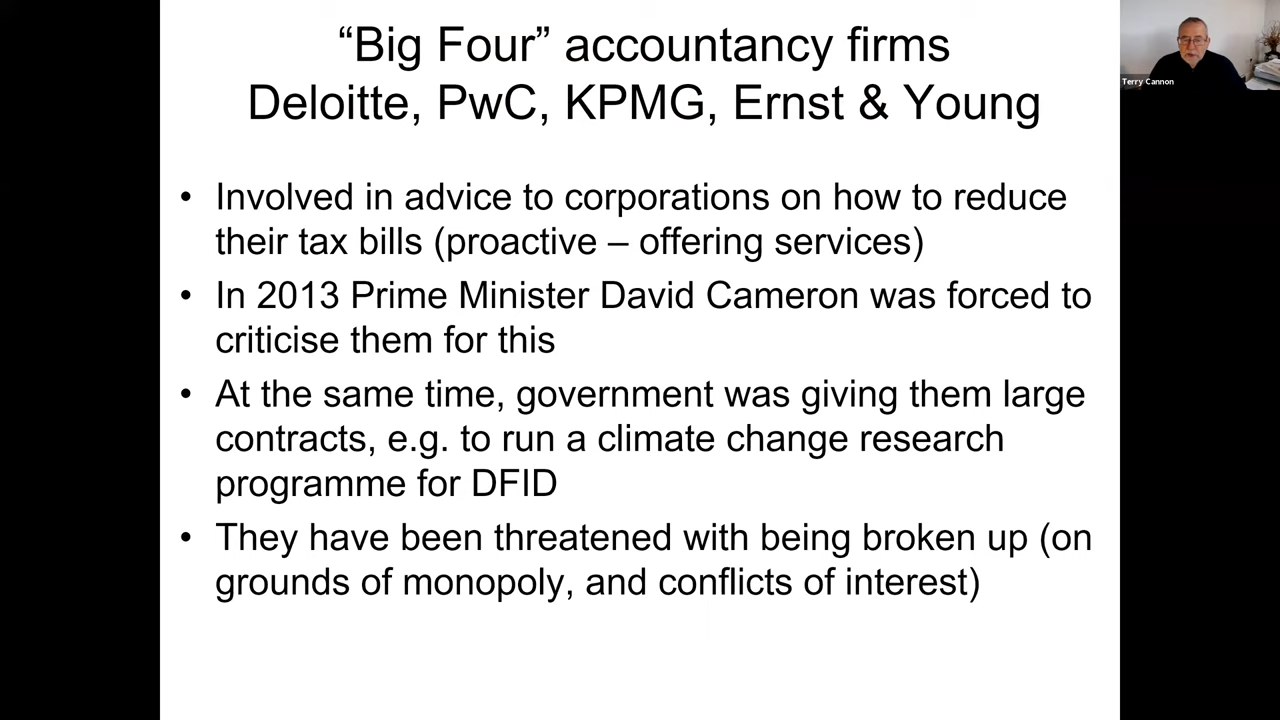 “Big Four” accountancy firms
Deloitte, PwC, KPMG, Ernst & Young
• Involved in advice to corporations on how to reduce
their tax bills (proactive – offering services)
• In 2013 Prime Minister David Cameron was forced to
criticise them for this
• At the same time, government was giving them large
contracts, e.g. to run a climate change research
programme for DFID
• They have been threatened with being broken up (on
grounds of monopoly, and conflicts of interest)
Terry Cannon